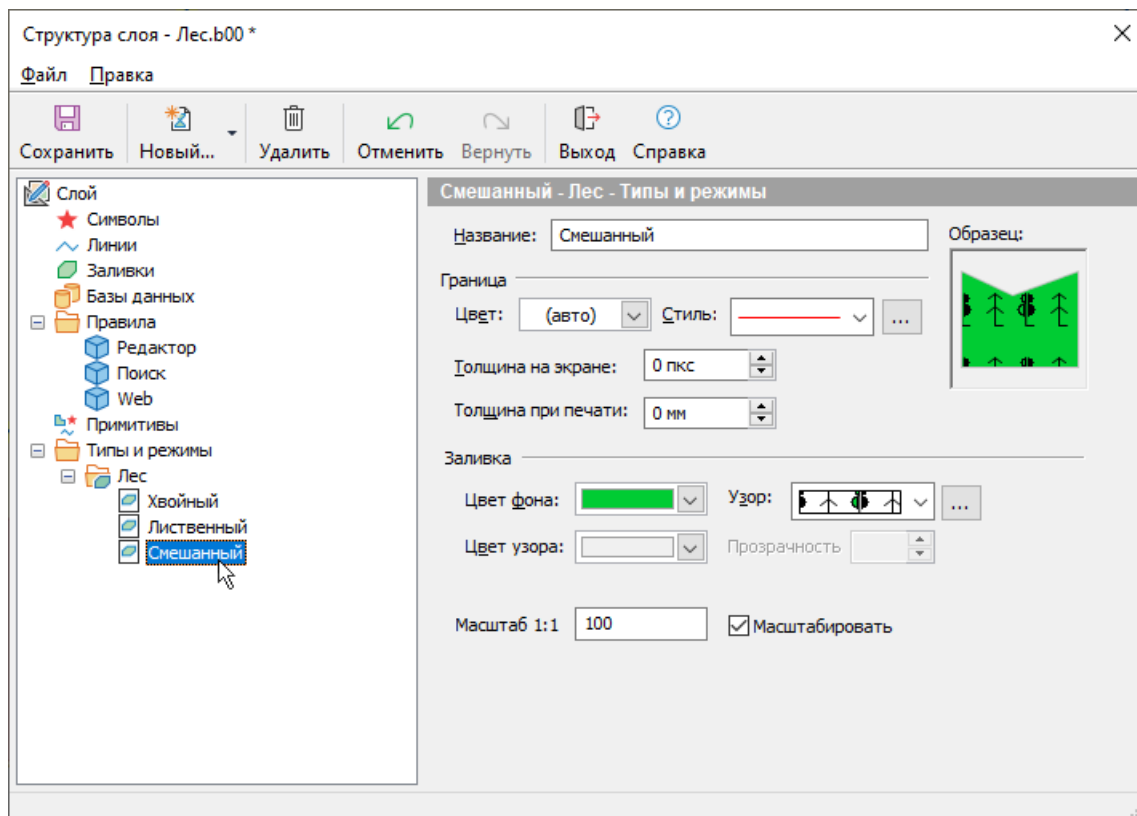 Структура слоя - Лес.b00 *
Файл Правка
Сохранить Новый... Удалить Отменить Вернуть Выход Справка
Слой
Символы
Линии
Заливки
Базы данных
Правила
Редактор
Поиск
Web
Примитивы
Типы и режимы
Лес
Хвойный
Лиственный
Смешанный
Смешанный - Лес - Типы и режимы
Название: Смешанный
Образец:
Граница
Цвет: (авто) Стиль: ...
Толщина на экране: 0 пкс
Толщина при печати: 0 мм
Заливка
Цвет фона: Узор: ...
Цвет узора: Прозрачность
Масштаб 1:1 100 Масштабировать